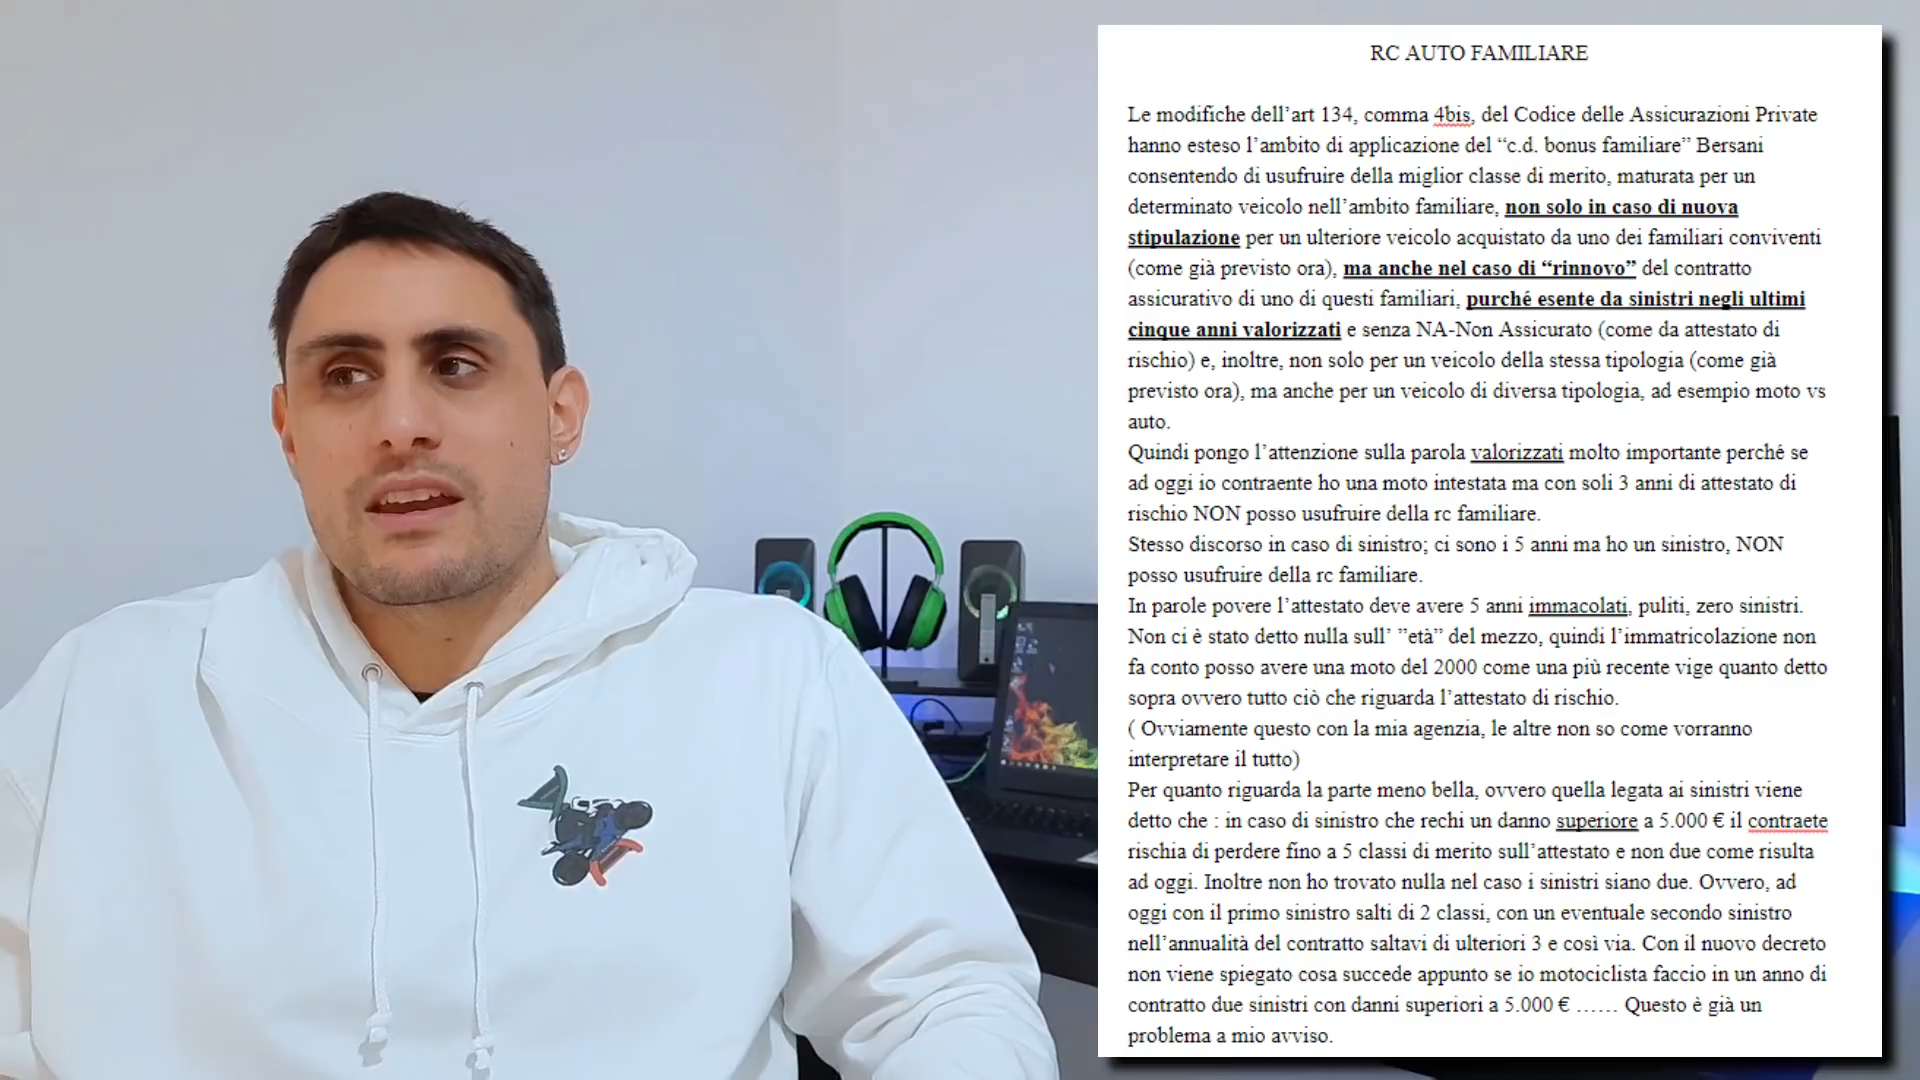 RC AUTO FAMILIARE
Le modifiche dell’art 134, comma 4bis, del Codice delle Assicurazioni Private
hanno esteso l’ambito di applicazione del “c.d. bonus familiare” Bersani
consentendo di usufruire della miglior classe di merito, maturata per un
determinato veicolo nell’ambito familiare, non solo in caso di nuova
stipulazione per un ulteriore veicolo acquistato da uno dei familiari conviventi
(come già previsto ora), ma anche nel caso di “rinnovo” del contratto
assicurativo di uno di questi familiari, purché esente da sinistri negli ultimi
cinque anni valorizzati e senza NA-Non Assicurato (come da attestato di
rischio) e, inoltre, non solo per un veicolo della stessa tipologia (come già
previsto ora), ma anche per un veicolo di diversa tipologia, ad esempio moto vs
auto.
Quindi pongo l’attenzione sulla parola valorizzati molto importante perché se
ad oggi io contraente ho una moto intestata ma con soli 3 anni di attestato di
rischio NON posso usufruire della rc familiare.
Stesso discorso in caso di sinistro; ci sono i 5 anni ma ho un sinistro, NON
posso usufruire della rc familiare.
In parole povere l’attestato deve avere 5 anni immacolati, puliti, zero sinistri.
Non ci è stato detto nulla sull’ ”età” del mezzo, quindi l’immatricolazione non
fa conto posso avere una moto del 2000 come una più recente vige quanto detto
sopra ovvero tutto ciò che riguarda l’attestato di rischio.
( Ovviamente questo con la mia agenzia, le altre non so come vorranno
interpretare il tutto)
Per quanto riguarda la parte meno bella, ovvero quella legata ai sinistri viene
detto che : in caso di sinistro che rechi un danno superiore a 5.000 € il contraete
rischia di perdere fino a 5 classi di merito sull’attestato e non due come risulta
ad oggi. Inoltre non ho trovato nulla nel caso i sinistri siano due. Ovvero, ad
oggi con il primo sinistro salti di 2 classi, con un eventuale secondo sinistro
nell’annualità del contratto saltavi di ulteriori 3 e così via. Con il nuovo decreto
non viene spiegato cosa succede appunto se io motociclista faccio in un anno di
contratto due sinistri con danni superiori a 5.000 € …… Questo è già un
problema a mio avviso.